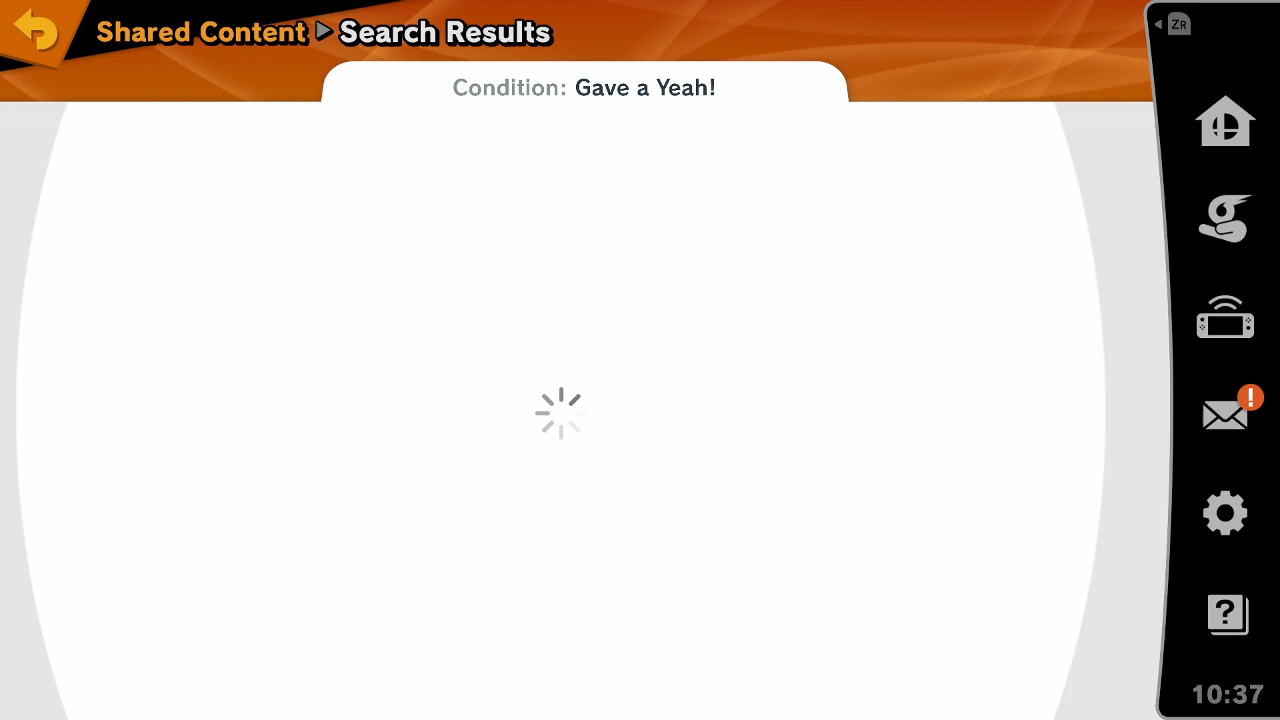 Shared Content ▶ Search Results
ZR
Condition: Gave a Yeah!
!
?
10:37